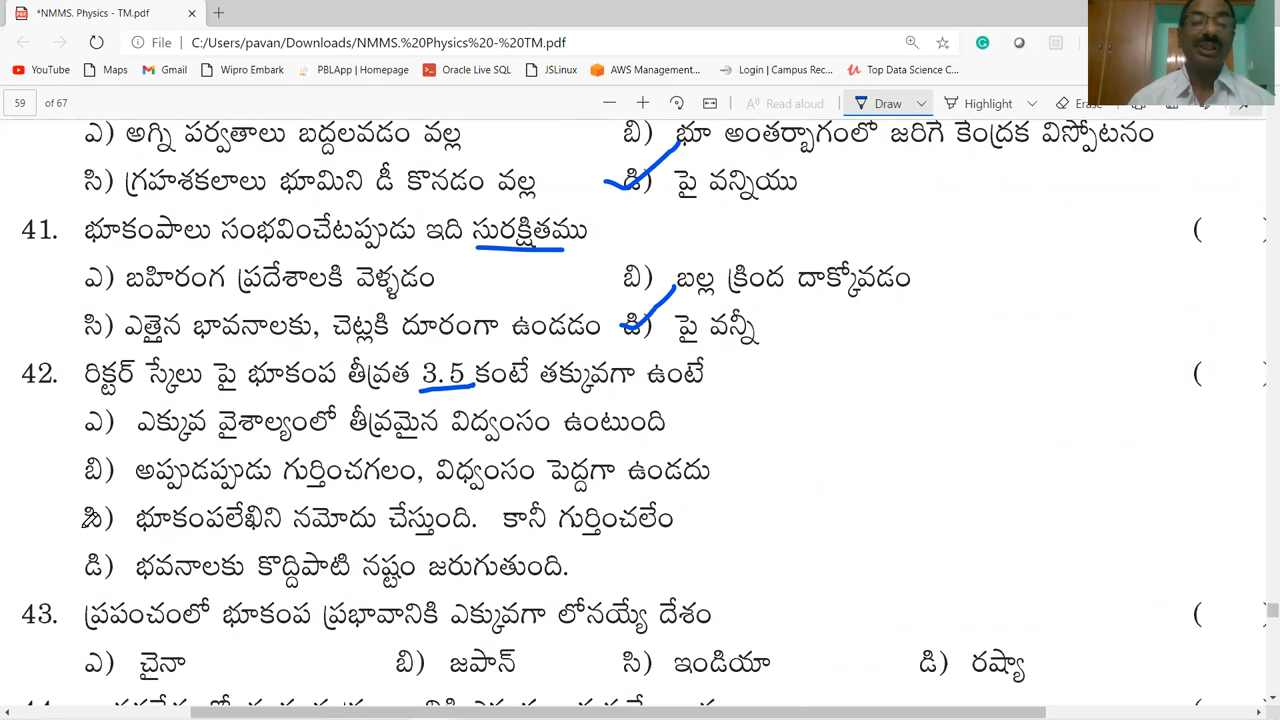 *NMMS. Physics - TM.pdf
File C:/Users/pavan/Downloads/NMMS.%20Physics%20-%20TM.pdf
YouTube Maps Gmail Wipro Embark PBLApp | Homepage Oracle Live SQL JSLinux AWS Management... Login | Campus Rec... Top Data Science C...
59 of 67 Read aloud Draw Highlight Erase
ఎ) అగ్ని పర్వతాలు బద్దలవడం వల్ల బి) భూ అంతర్బాగంలో జరిగే కేంద్రక విస్పోటనం
సి) గ్రహశకలాలు భూమిని డీ కొనడం వల్ల డి) పై వన్నియు
41. భూకంపాలు సంభవించేటప్పుడు ఇది సురక్షితము (
ఎ) బహిరంగ ప్రదేశాలకి వెళ్ళడం బి) బల్ల క్రింద దాక్కోవడం
సి) ఎత్తైన భావనాలకు, చెట్లకి దూరంగా ఉండడం డి) పై వన్నీ
42. రిక్టర్ స్కేలు పై భూకంప తీవ్రత 3.5 కంటే తక్కువగా ఉంటే (
ఎ) ఎక్కువ వైశాల్యంలో తీవ్రమైన విద్వంసం ఉంటుంది
బి) అప్పుడప్పుడు గుర్తించగలం, విధ్వంసం పెద్దగా ఉండదు
సి) భూకంపలేఖిని నమోదు చేస్తుంది. కానీ గుర్తించలేం
డి) భవనాలకు కొద్దిపాటి నష్టం జరుగుతుంది.
43. ప్రపంచంలో భూకంప ప్రభావానికి ఎక్కువగా లోనయ్యే దేశం (
ఎ) చైనా బి) జపాన్ సి) ఇండియా డి) రష్యా